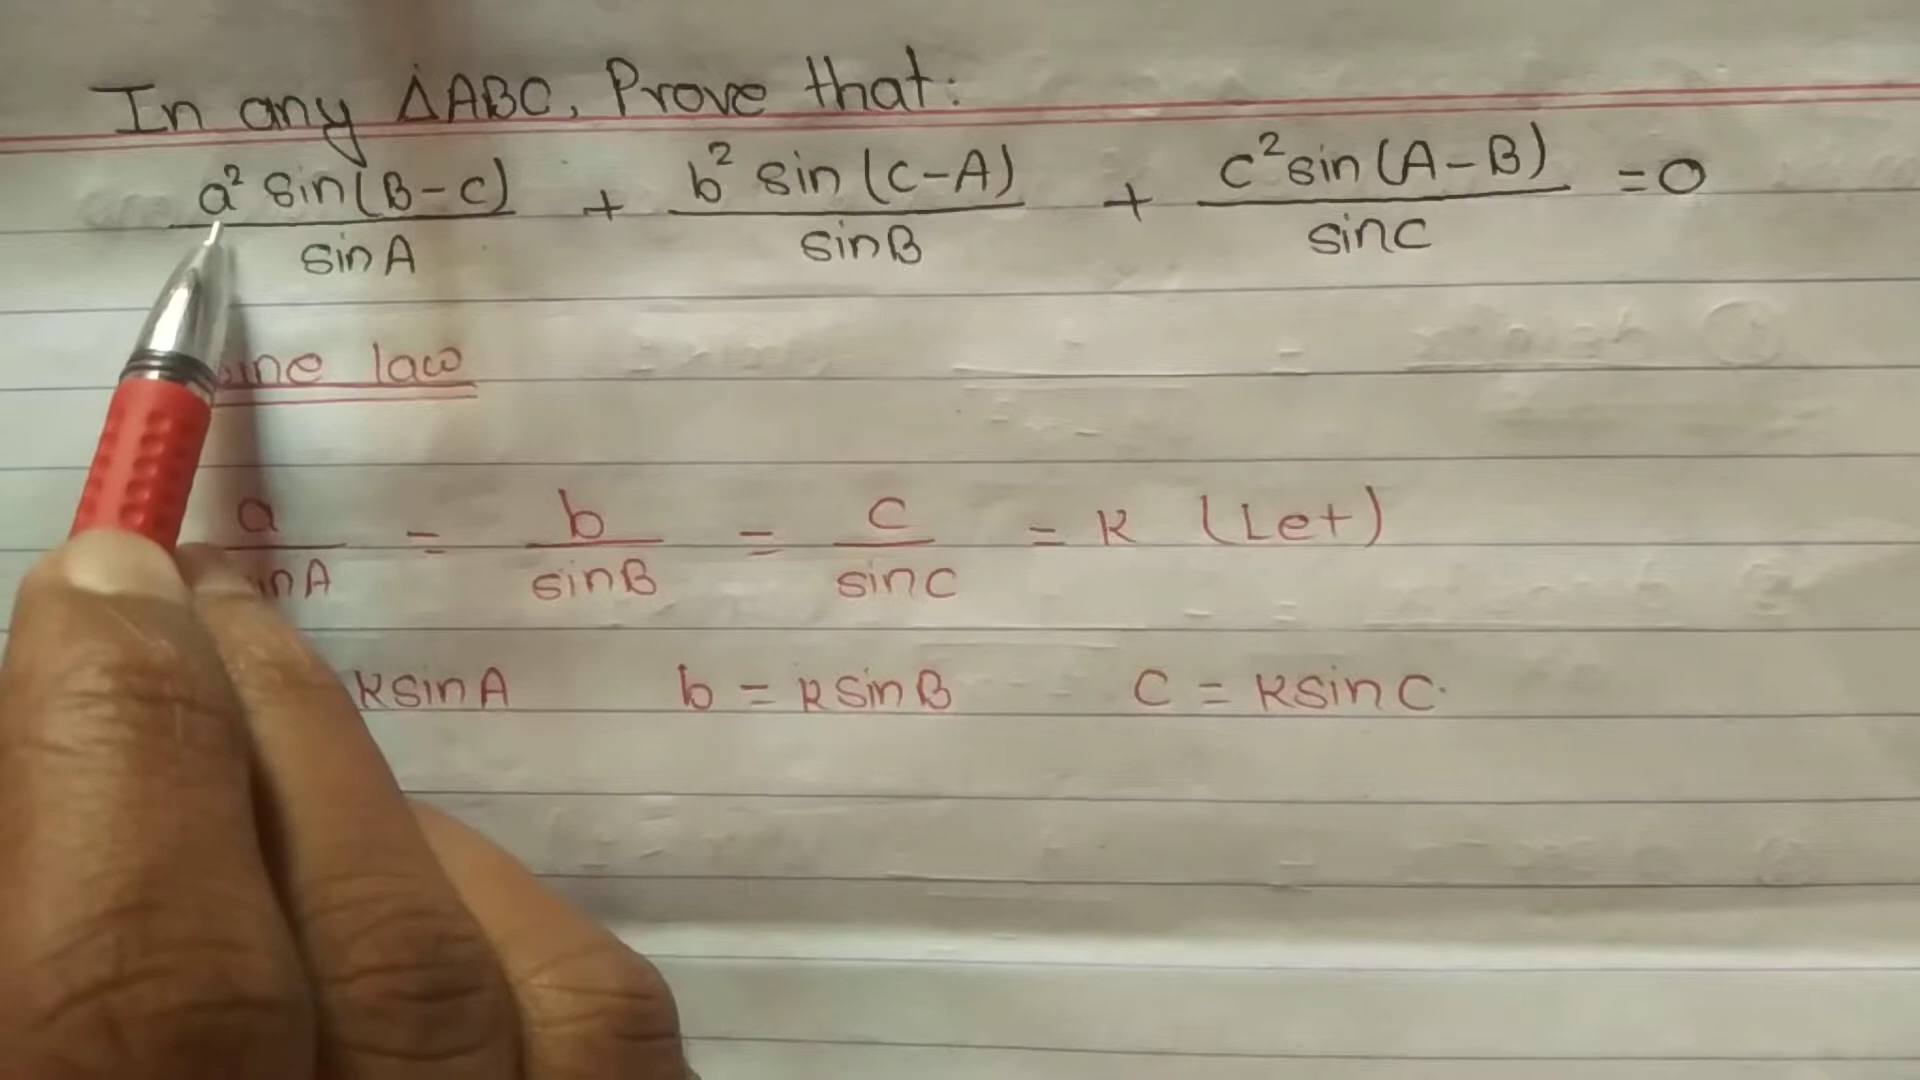 In any △ABC, Prove that:
a² sin(B-C)/sinA + b² sin(C-A)/sinB + c² sin(A-B)/sinC = 0
law
a/ = b/sinB = c/sinC = K (Let)
KsinA b = KsinB C = KsinC.